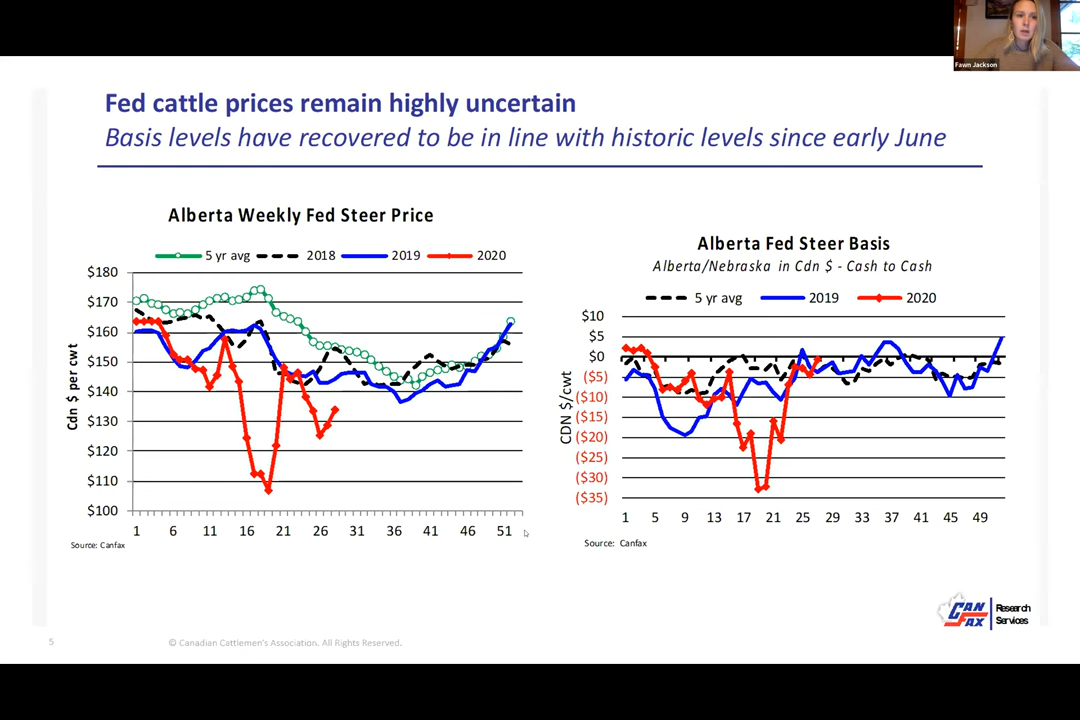 Fawn Jackson
Fed cattle prices remain highly uncertain
Basis levels have recovered to be in line with historic levels since early June
Alberta Weekly Fed Steer Price
5 yr avg 2018 2019 2020
Cdn $ per cwt
$180
$170
$160
$150
$140
$130
$120
$110
$100
1 6 11 16 21 26 31 36 41 46 51
Source: Canfax
Alberta Fed Steer Basis
Alberta/Nebraska in Cdn $ - Cash to Cash
5 yr avg 2019 2020
CDN $/cwt
$10
$5
$0
($5)
($10)
($15)
($20)
($25)
($30)
($35)
1 5 9 13 17 21 25 29 33 37 41 45 49
Source: Canfax
CAN FAX Research Services
5
© Canadian Cattlemen's Association. All Rights Reserved.